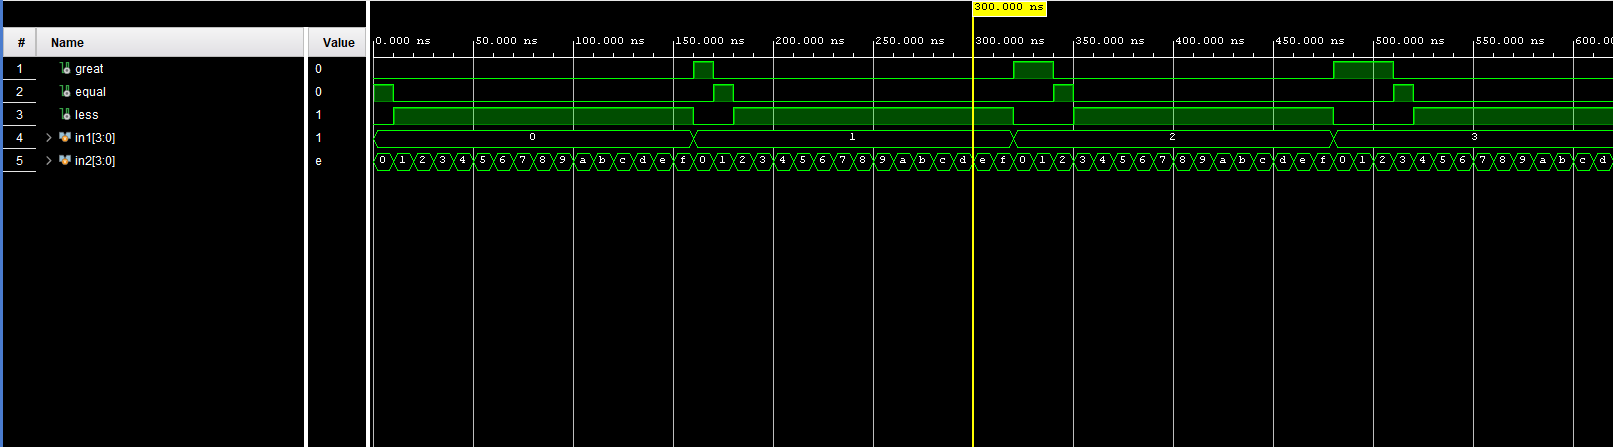 300.000 ns
# Name Value 0.000 ns 50.000 ns 100.000 ns 150.000 ns 200.000 ns 250.000 ns 300.000 ns 350.000 ns 400.000 ns 450.000 ns 500.000 ns 550.000 ns 600.0
1 great 0
2 equal 0
3 less 1
4 in1[3:0] 1 0 1 2 3
5 in2[3:0] e 0 1 2 3 4 5 6 7 8 9 a b c d e f 0 1 2 3 4 5 6 7 8 9 a b c d e f 0 1 2 3 4 5 6 7 8 9 a b c d e f 0 1 2 3 4 5 6 7 8 9 a b c d